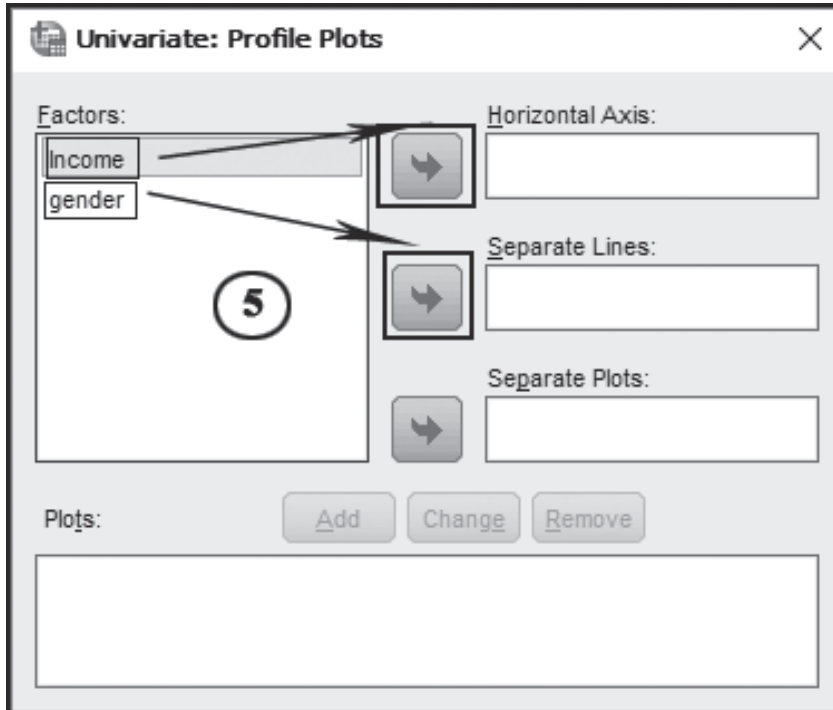 Univariate: Profile Plots
Factors:
Horizontal Axis:
Income
gender
Separate Lines:
5
Separate Plots:
Plots:
Add
Change
Remove